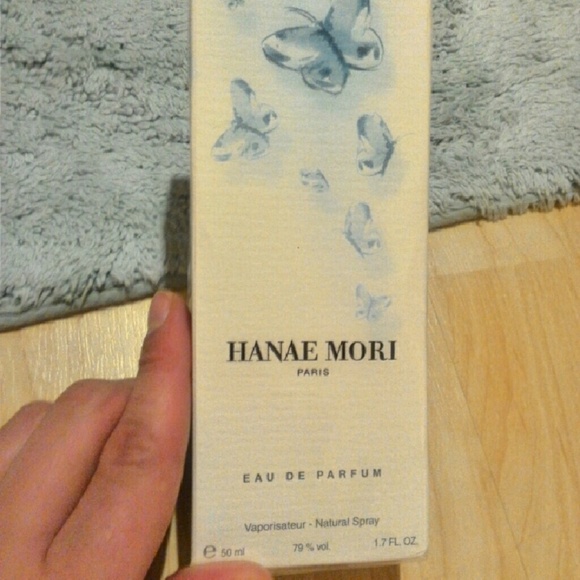 HANAE MORI
PARIS
EAU DE PARFUM
Vaporisateur - Natural Spray
℮ 50 ml 79 % vol. 1.7 FL. OZ.